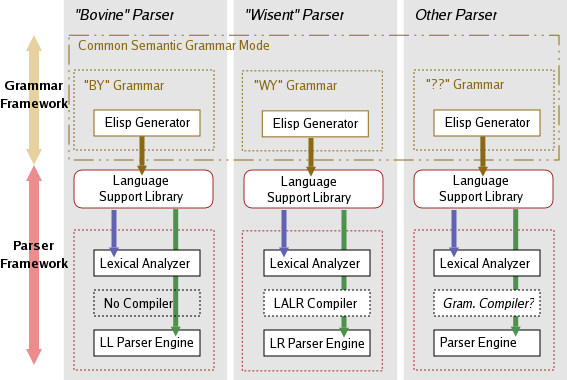 "Bovine" Parser
"Wisent" Parser
Other Parser
Common Semantic Grammar Mode
Grammar
Framework
"BY" Grammar
"WY" Grammar
"??" Grammar
Elisp Generator
Elisp Generator
Elisp Generator
Language
Support Library
Language
Support Library
Language
Support Library
Parser
Framework
Lexical Analyzer
Lexical Analyzer
Lexical Analyzer
No Compiler
LALR Compiler
Gram. Compiler?
LL Parser Engine
LR Parser Engine
Parser Engine